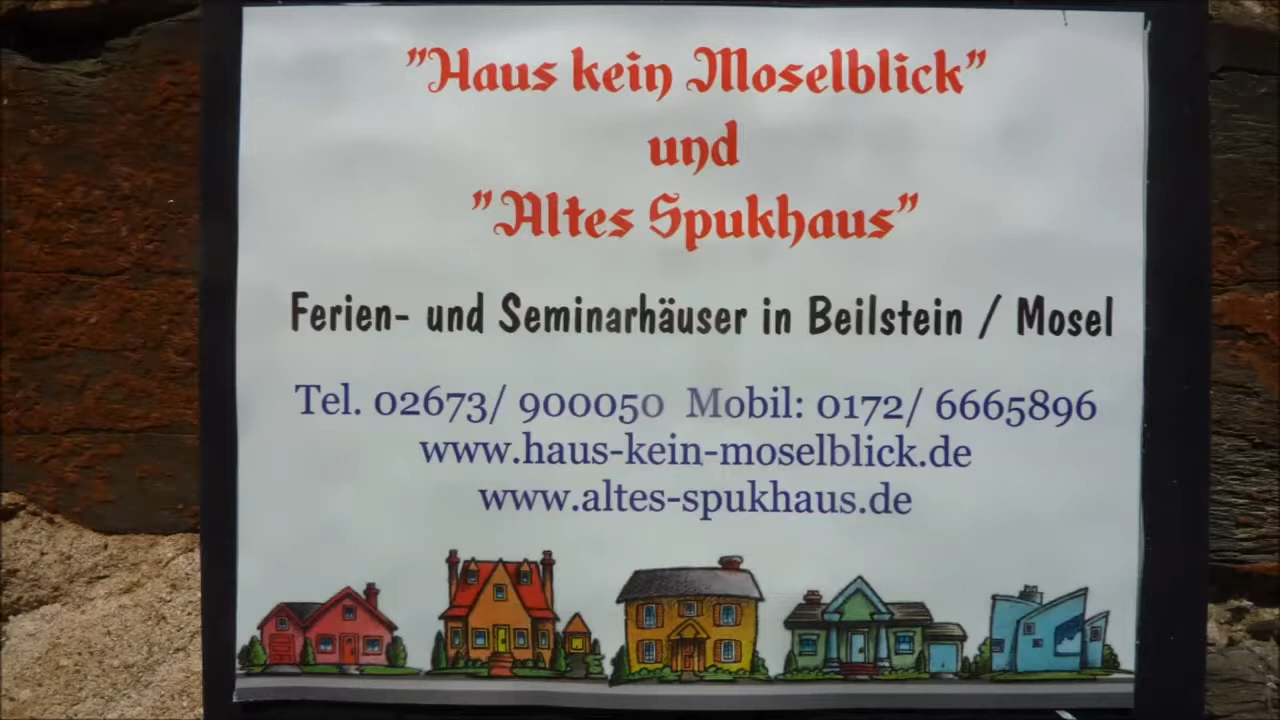 "Haus kein Moselblick"
und
"Altes Spukhaus"
Ferien- und Seminarhäuser in Beilstein / Mosel
Tel. 02673/ 900050 Mobil: 0172/ 6665896
www.haus-kein-moselblick.de
www.altes-spukhaus.de